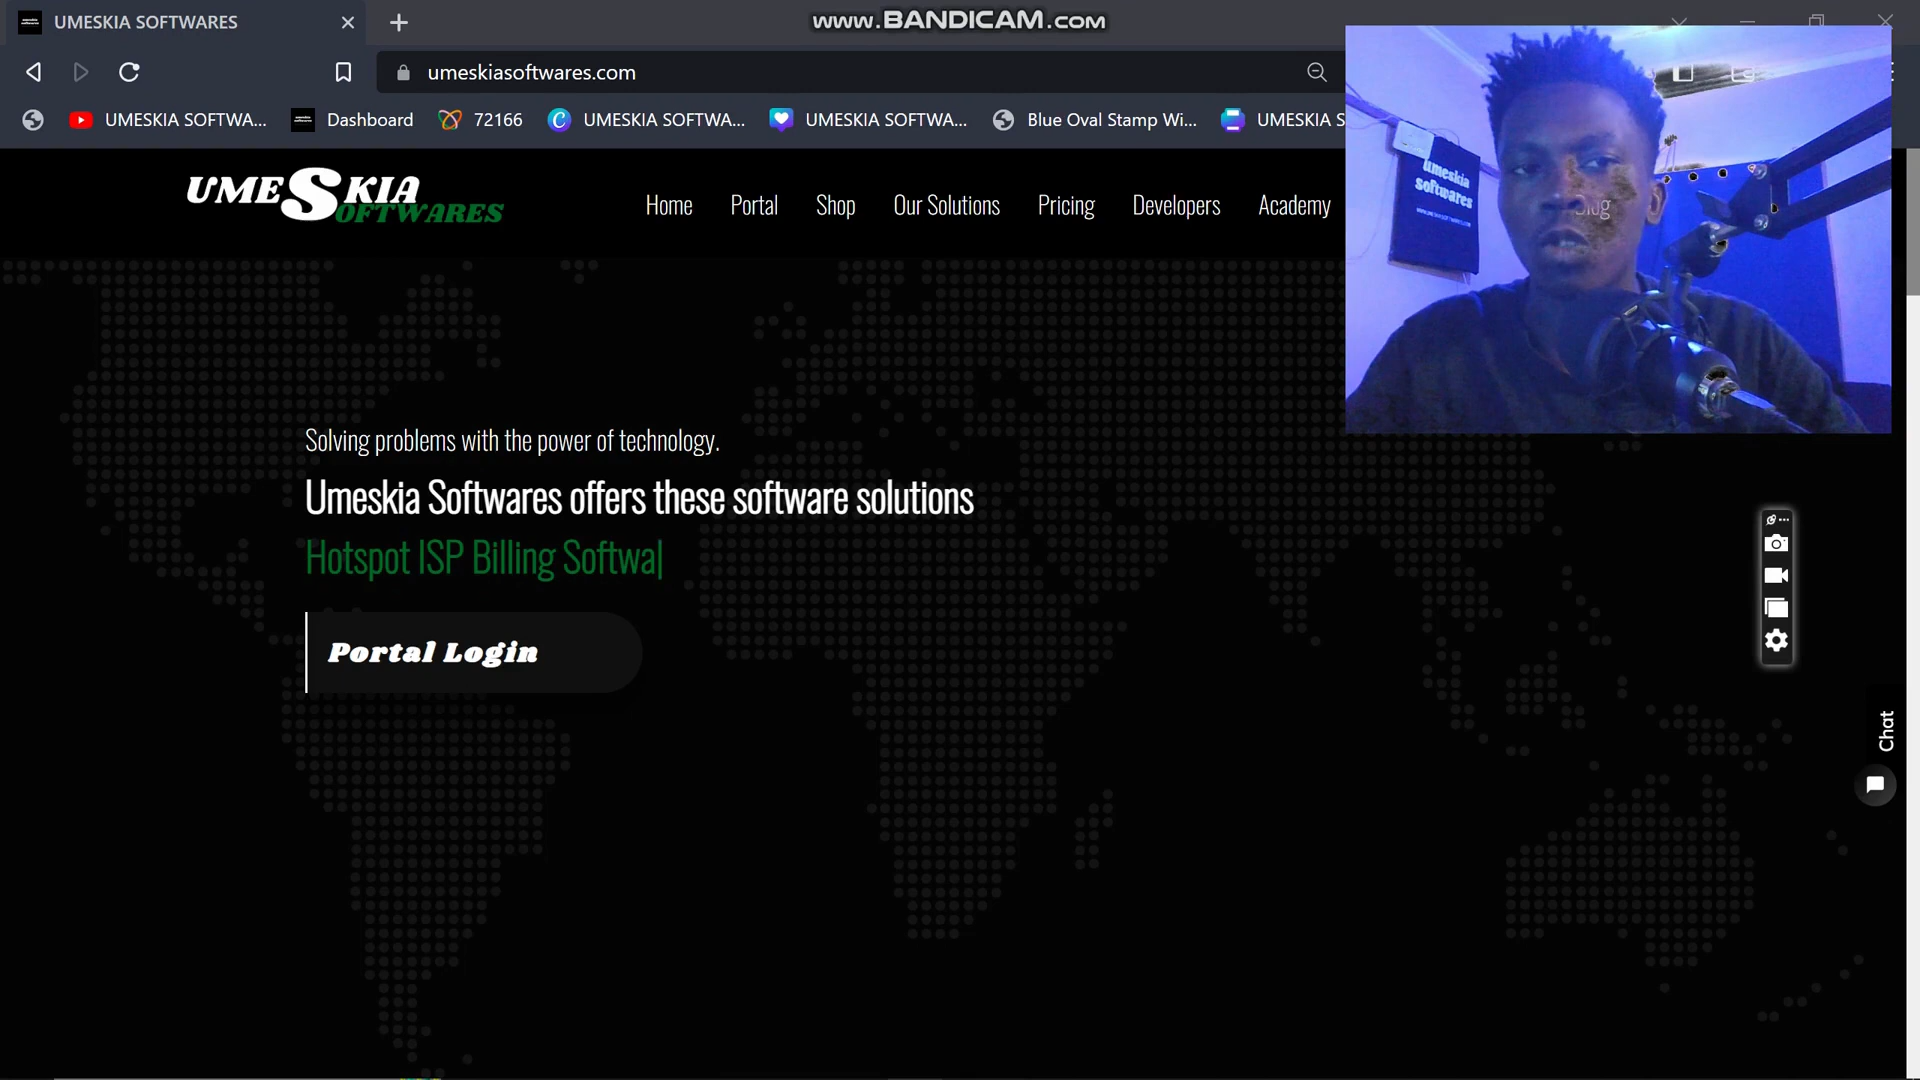 UMESKIA SOFTWARES
www.BANDICAM.com
umeskiasoftwares.com
UMESKIA SOFTWA...
Dashboard
72166
UMESKIA SOFTWA...
UMESKIA SOFTWA...
Blue Oval Stamp Wi...
UMESKIA S
UMESKIA
SOFTWARES
Home
Portal
Shop
Our Solutions
Pricing
Developers
Academy
Blog
umeskia
softwares
Solving problems with the power of technology.
Umeskia Softwares offers these software solutions
Hotspot ISP Billing Softwa|
Portal Login
Chat